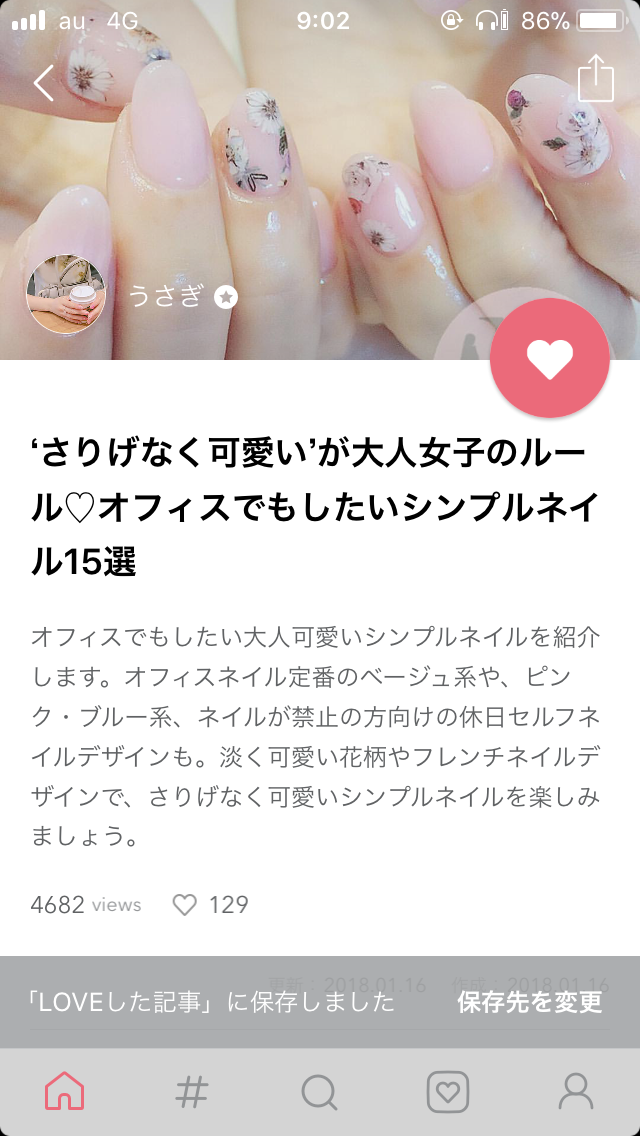 au 4G 9:02 86%
うさぎ
‘さりげなく可愛い’が大人女子のルー
ル♡オフィスでもしたいシンプルネイ
ル15選
オフィスでもしたい大人可愛いシンプルネイルを紹介
します。オフィスネイル定番のベージュ系や、ピン
ク・ブルー系、ネイルが禁止の方向けの休日セルフネ
イルデザインも。淡く可愛い花柄やフレンチネイルデ
ザインで、さりげなく可愛いシンプルネイルを楽しみ
ましょう。
4682 views 129
更新：2018.01.16 作成：2018.01.16
「LOVEした記事」に保存しました 保存先を変更